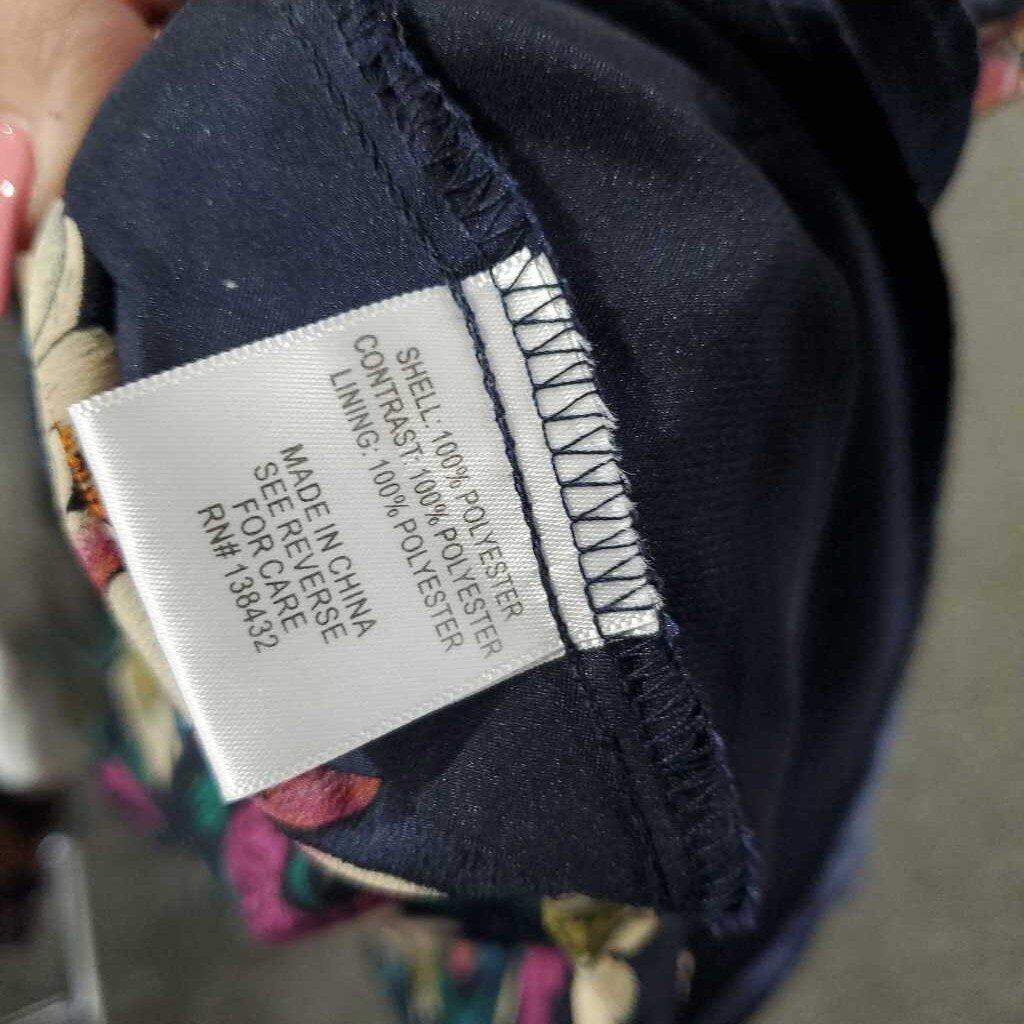 SHELL: 100% POLYESTER
CONTRAST: 100% POLYESTER
LINING: 100% POLYESTER
MADE IN CHINA
SEE REVERSE
FOR CARE
RN# 138432